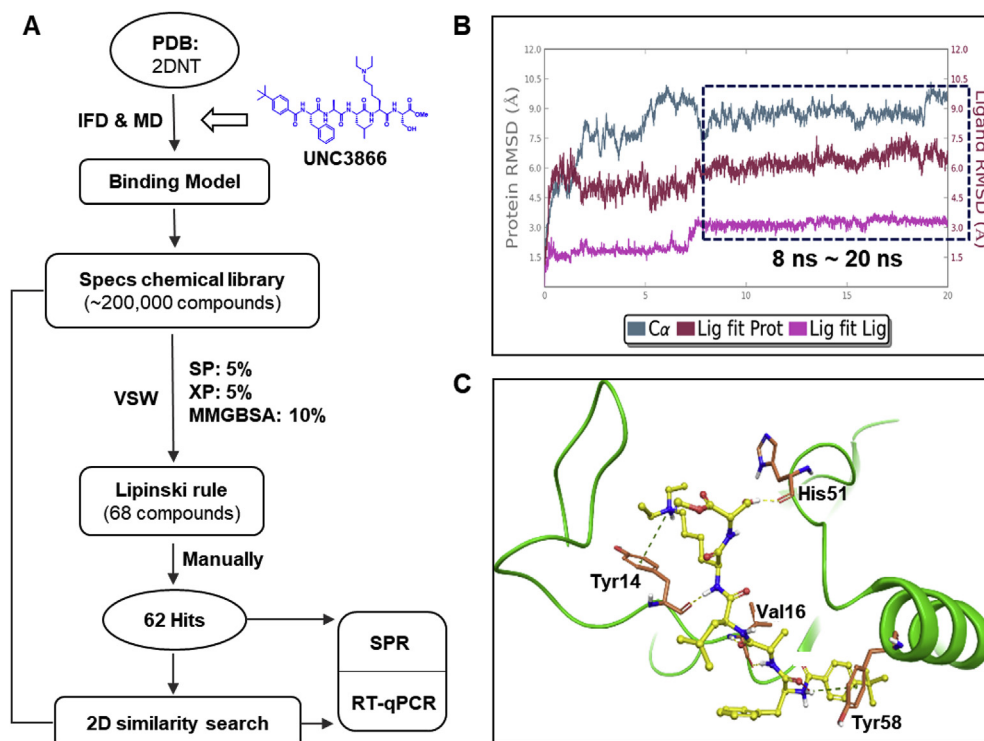 A
PDB:
2DNT
IFD & MD
UNC3866
OMe
OH
Binding Model
Specs chemical library
(~200,000 compounds)
VSW
SP: 5%
XP: 5%
MMGBSA: 10%
Lipinski rule
(68 compounds)
Manually
62 Hits
SPR
RT-qPCR
2D similarity search
B
Protein RMSD (Å)
12.0
10.5
9.0
7.5
6.0
4.5
3.0
1.5
0
5
10
15
20
12.0
10.5
9.0
7.5
6.0
4.5
3.0
1.5
Ligand RMSD (Å)
8 ns ~ 20 ns
Cα Lig fit Prot Lig fit Lig
C
His51
Tyr14
Val16
Tyr58